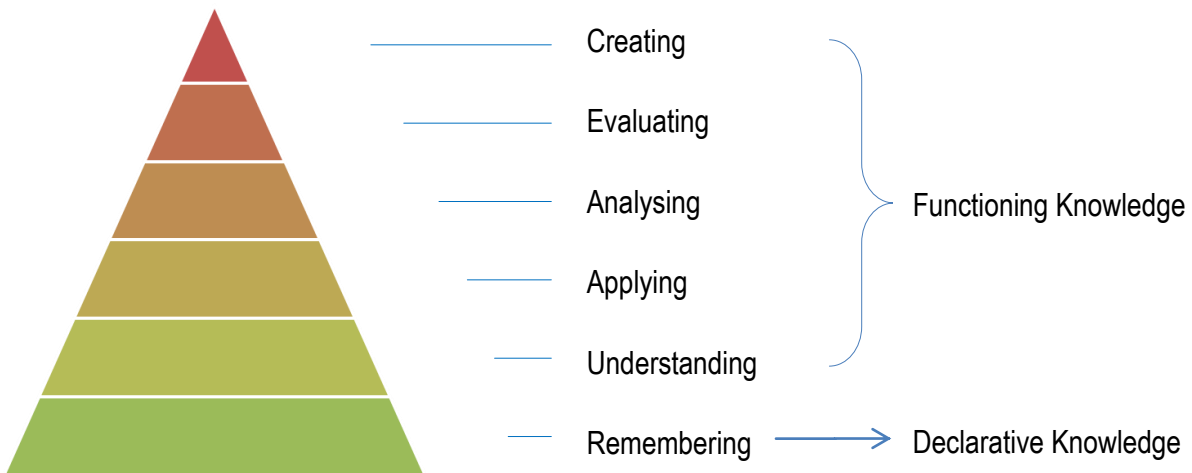 Creating
Evaluating
Analysing
Functioning Knowledge
Applying
Understanding
Remembering
Declarative Knowledge